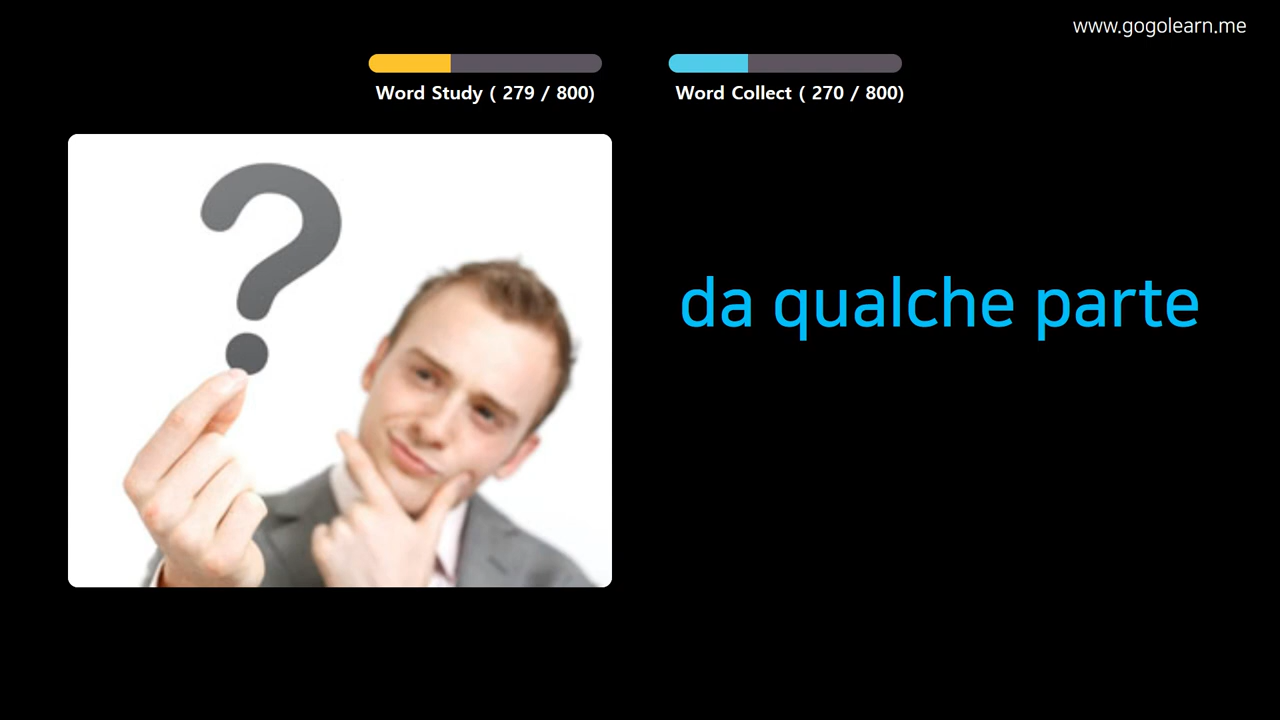 www.gogolearn.me
Word Study ( 279 / 800)
Word Collect ( 270 / 800)
?
da qualche parte